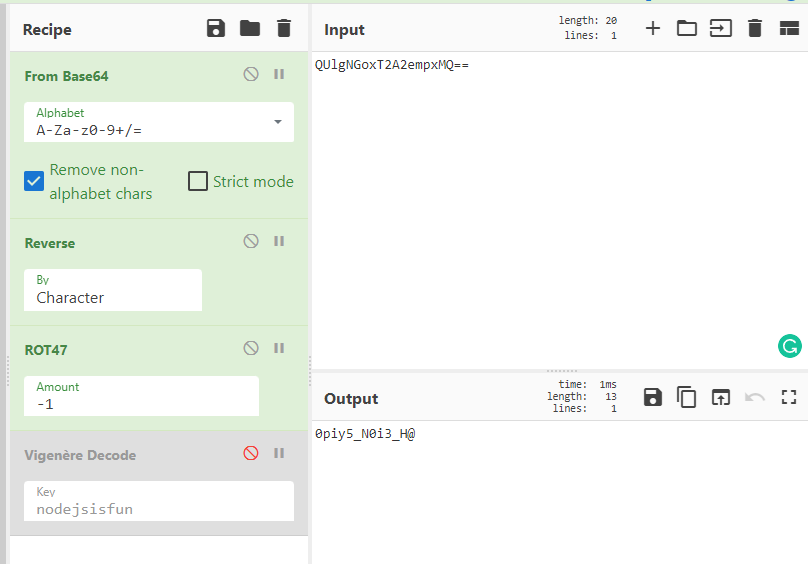 Recipe
From Base64
Alphabet
A-Za-z0-9+/=
Remove non-
alphabet chars
Strict mode
Reverse
By
Character
ROT47
Amount
-1
Vigenère Decode
Key
nodejsisfun
Input
length: 20
lines: 1
QUlgNGoxT2A2empxMQ==
Output
time: 1ms
length: 13
lines: 1
0piy5_N0i3_H@